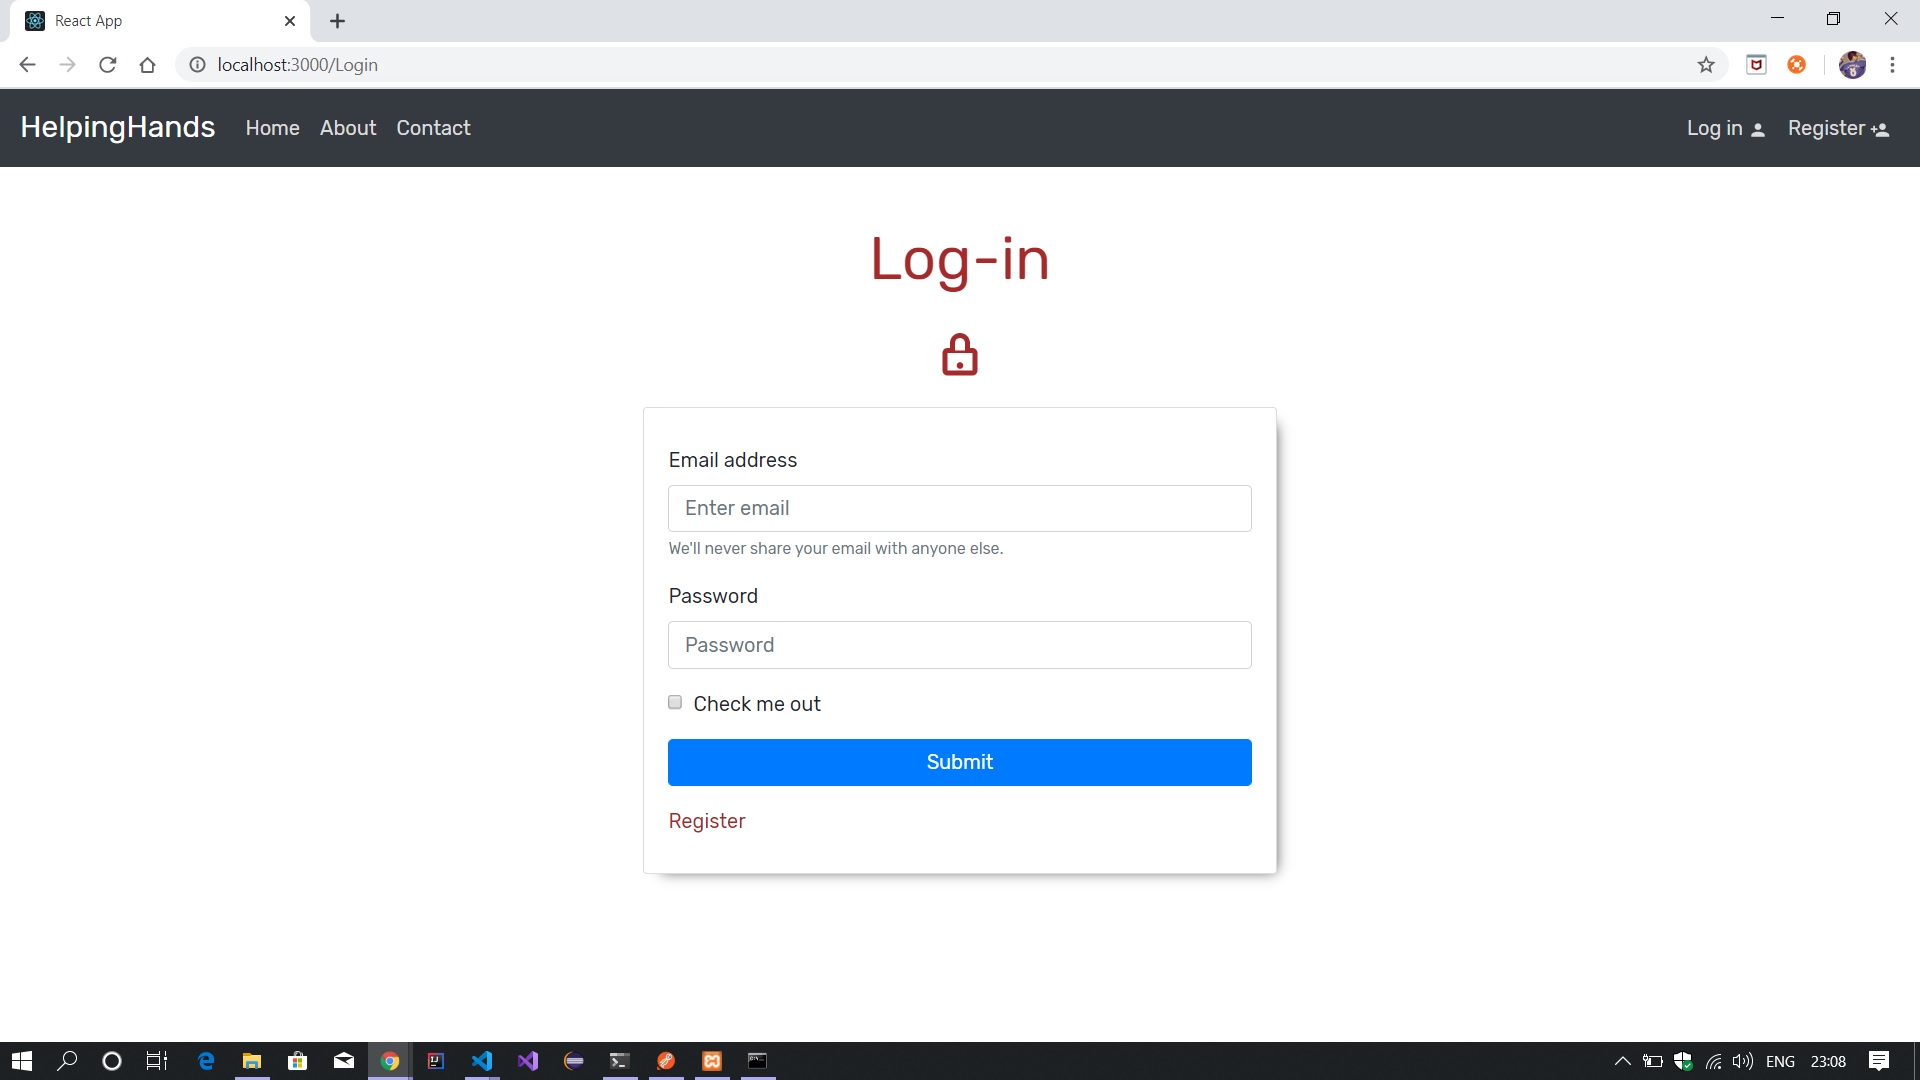 React App
localhost:3000/Login
HelpingHands Home About Contact Log in Register
Log-in
Email address
Enter email
We'll never share your email with anyone else.
Password
Password
Check me out
Submit
Register
ENG 23:08